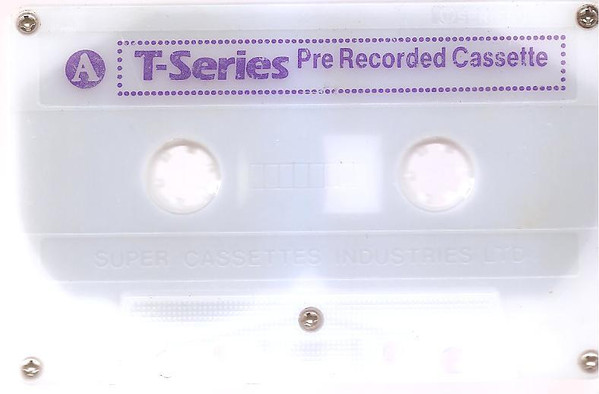 A T-Series Pre Recorded Cassette
SUPER CASSETTES INDUSTRIES LTD.